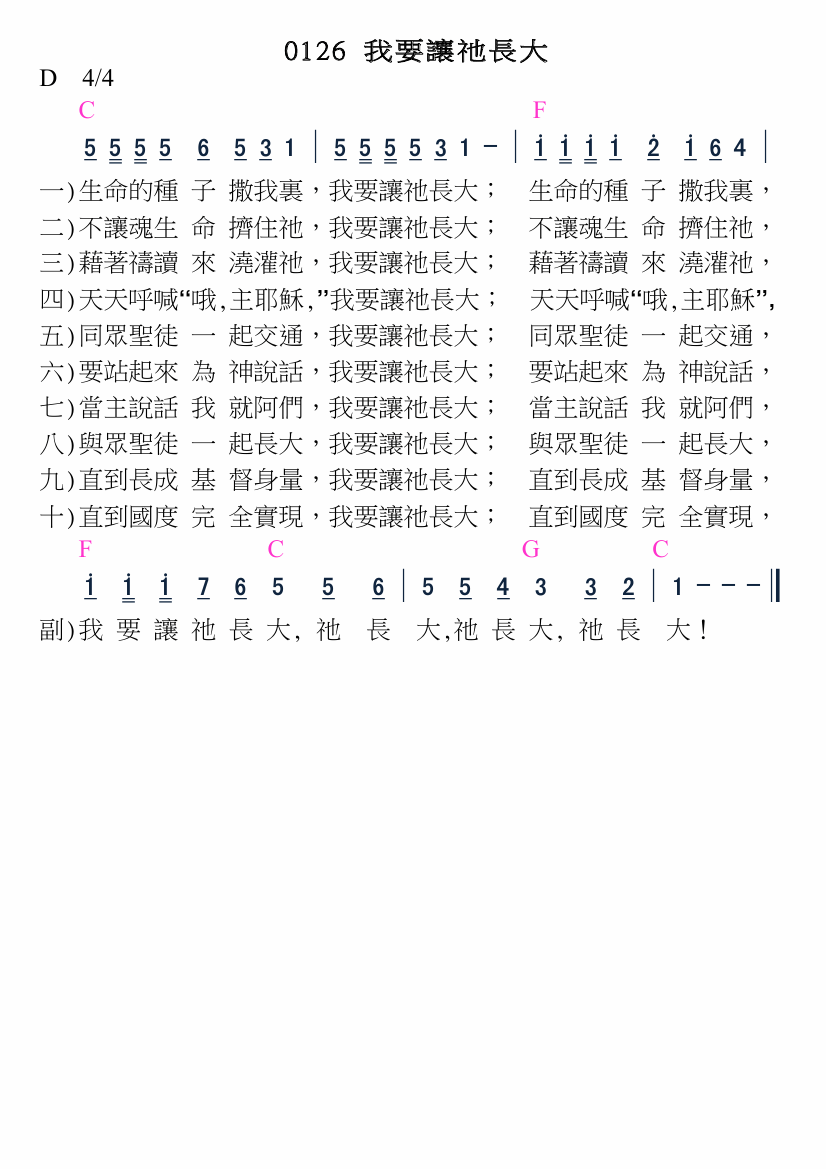 0126 我要讓祂長大
D 4/4
C F
5 5 5 5 6 5 3 1 | 5 5 5 5 3 1 - | i i i i 2̇ i 6 4 |
一)生命的種 子 撒我裏，我要讓祂長大； 生命的種 子 撒我裏，
二)不讓魂生 命 擠住祂，我要讓祂長大； 不讓魂生 命 擠住祂，
三)藉著禱讀 來 澆灌祂，我要讓祂長大； 藉著禱讀 來 澆灌祂，
四)天天呼喊“哦,主耶穌,”我要讓祂長大； 天天呼喊“哦,主耶穌”,
五)同眾聖徒 一 起交通，我要讓祂長大； 同眾聖徒 一 起交通，
六)要站起來 為 神說話，我要讓祂長大； 要站起來 為 神說話，
七)當主說話 我 就阿們，我要讓祂長大； 當主說話 我 就阿們，
八)與眾聖徒 一 起長大，我要讓祂長大； 與眾聖徒 一 起長大，
九)直到長成 基 督身量，我要讓祂長大； 直到長成 基 督身量，
十)直到國度 完 全實現，我要讓祂長大； 直到國度 完 全實現，
F C G C
i i i 7 6 5 5 6 | 5 5 4 3 3 2 | 1 - - - ‖
副)我 要 讓 祂 長 大, 祂 長 大,祂 長 大, 祂 長 大！